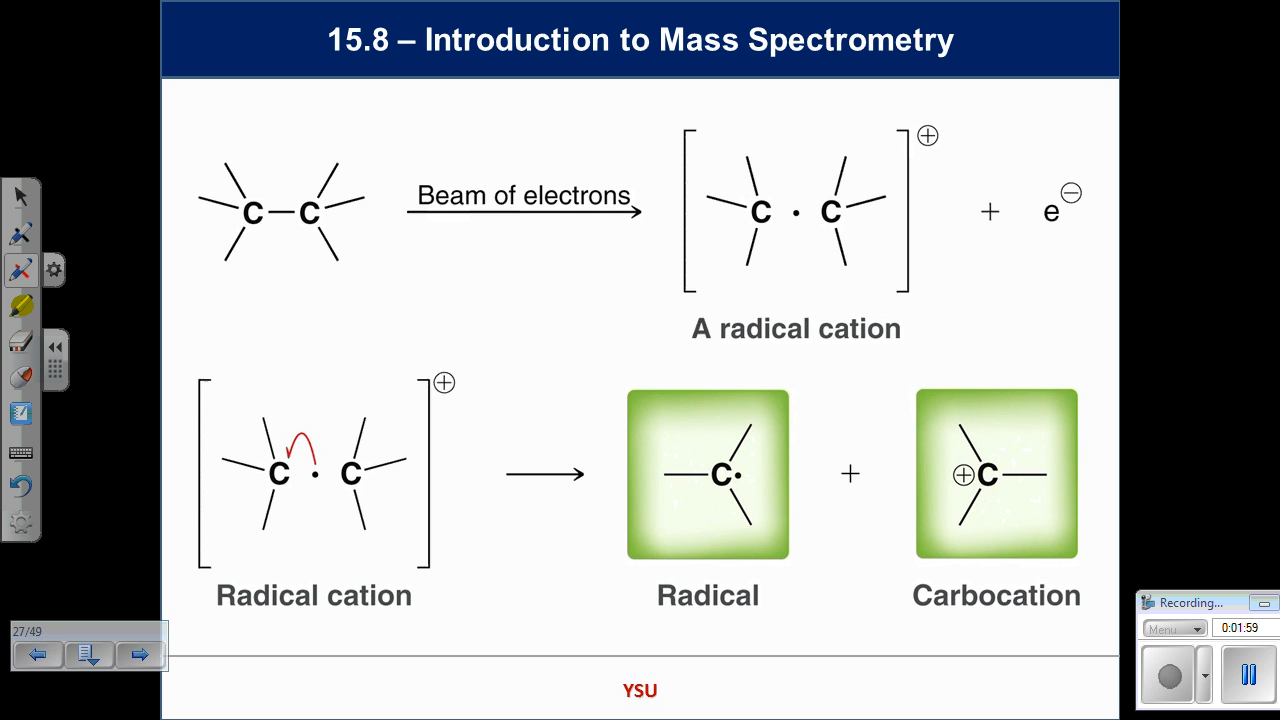 15.8 – Introduction to Mass Spectrometry
C C
Beam of electrons
C · C
⊕
+
e⊖
A radical cation
C · C
⊕
C·
+
⊕C
Radical cation
Radical
Carbocation
Recording...
Menu
0:01:59
27/49
YSU